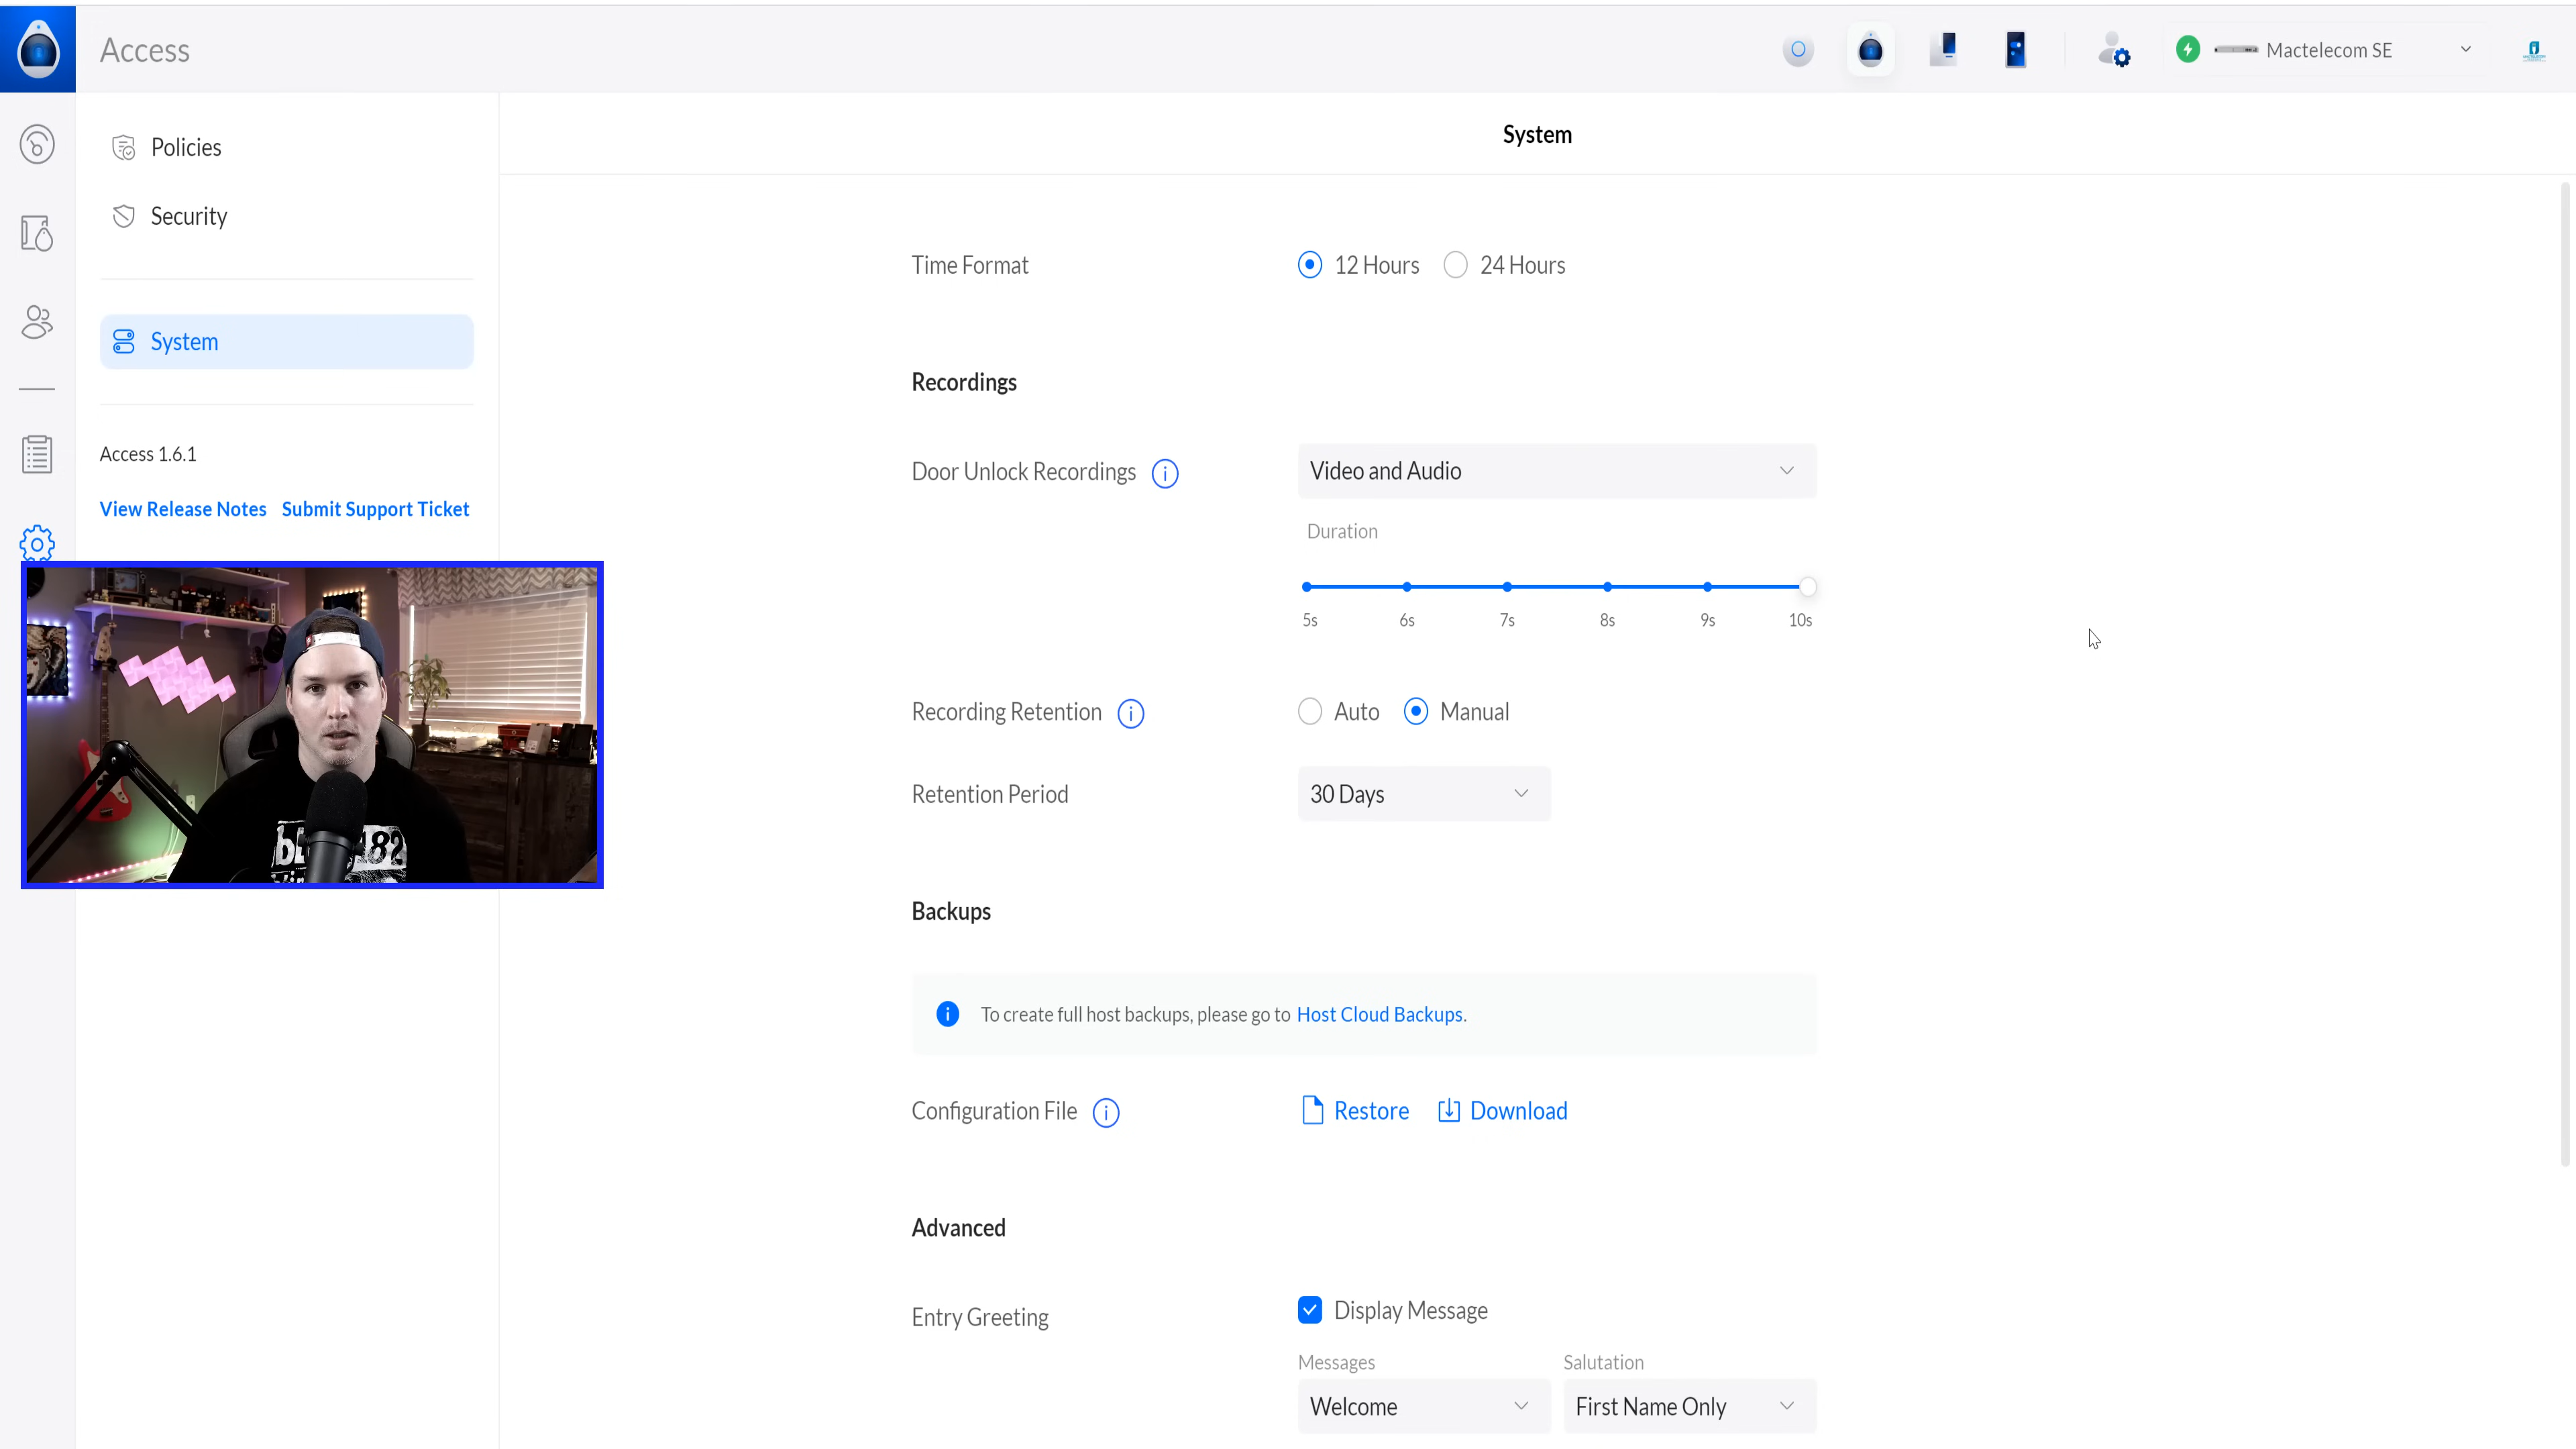 Access
Mactelecom SE
Policies
Security
System
Access 1.6.1
View Release Notes Submit Support Ticket
System
Time Format
12 Hours 24 Hours
Recordings
Door Unlock Recordings
Video and Audio
Duration
5s 6s 7s 8s 9s 10s
Recording Retention
Auto Manual
Retention Period
30 Days
Backups
To create full host backups, please go to Host Cloud Backups.
Configuration File
Restore Download
Advanced
Entry Greeting
Display Message
Messages Salutation
Welcome First Name Only